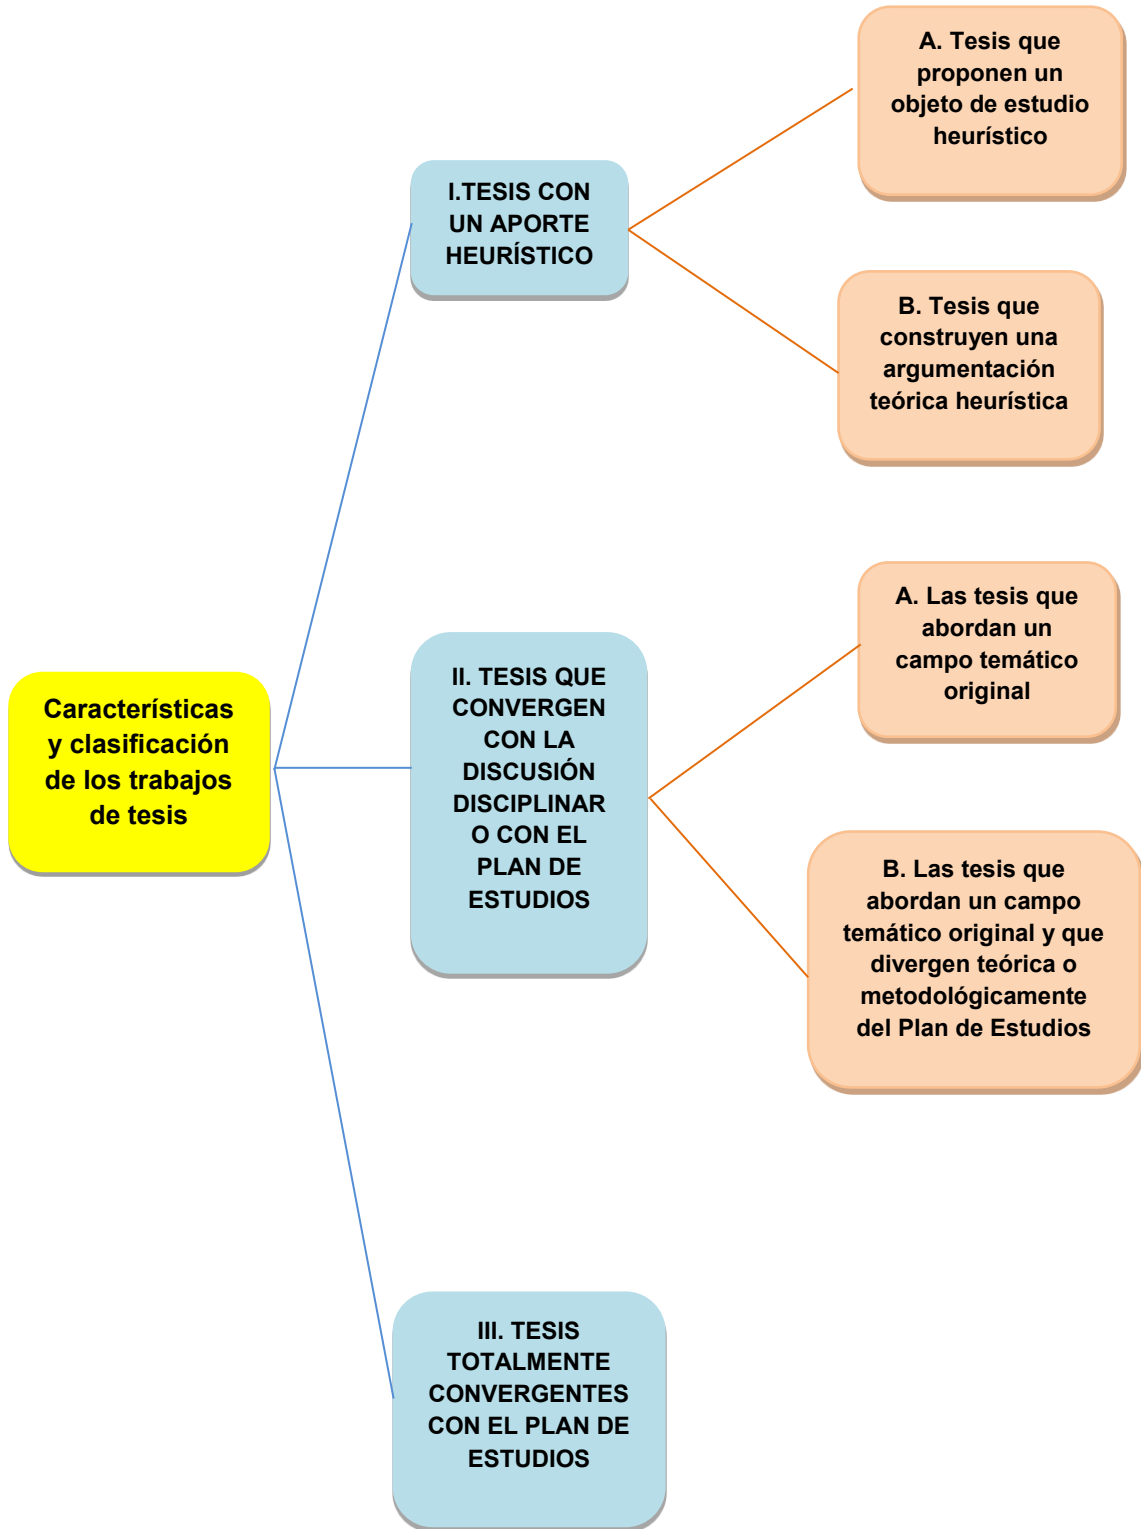 Características
y clasificación
de los trabajos
de tesis
I.TESIS CON
UN APORTE
HEURÍSTICO
A. Tesis que
proponen un
objeto de estudio
heurístico
B. Tesis que
construyen una
argumentación
teórica heurística
II. TESIS QUE
CONVERGEN
CON LA
DISCUSIÓN
DISCIPLINAR
O CON EL
PLAN DE
ESTUDIOS
A. Las tesis que
abordan un
campo temático
original
B. Las tesis que
abordan un campo
temático original y que
divergen teórica o
metodológicamente
del Plan de Estudios
III. TESIS
TOTALMENTE
CONVERGENTES
CON EL PLAN DE
ESTUDIOS